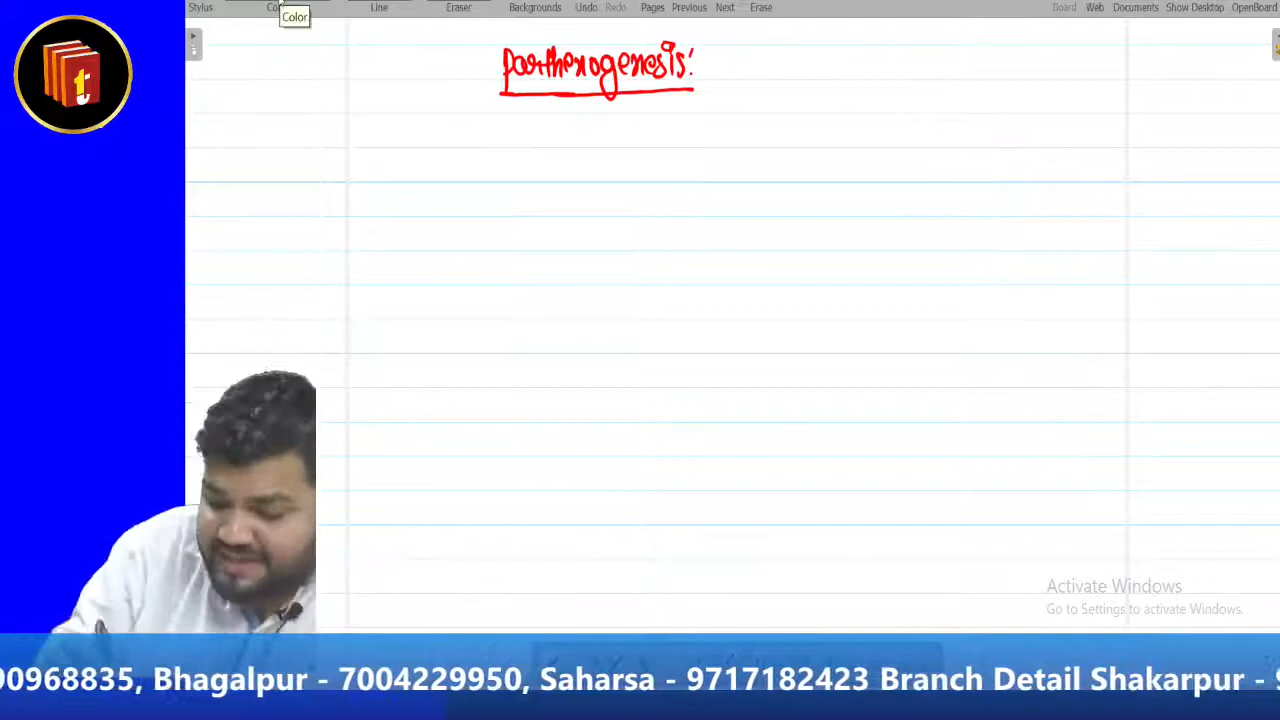 Stylus Line Eraser Backgrounds Undo Redo Pages Previous Next Erase Board Web Documents Show Desktop OpenBoard
Color
t
Parthenogenesis:
Activate Windows
Go to Settings to activate Windows.
00968835, Bhagalpur - 7004229950, Saharsa - 9717182423 Branch Detail Shakarpur -